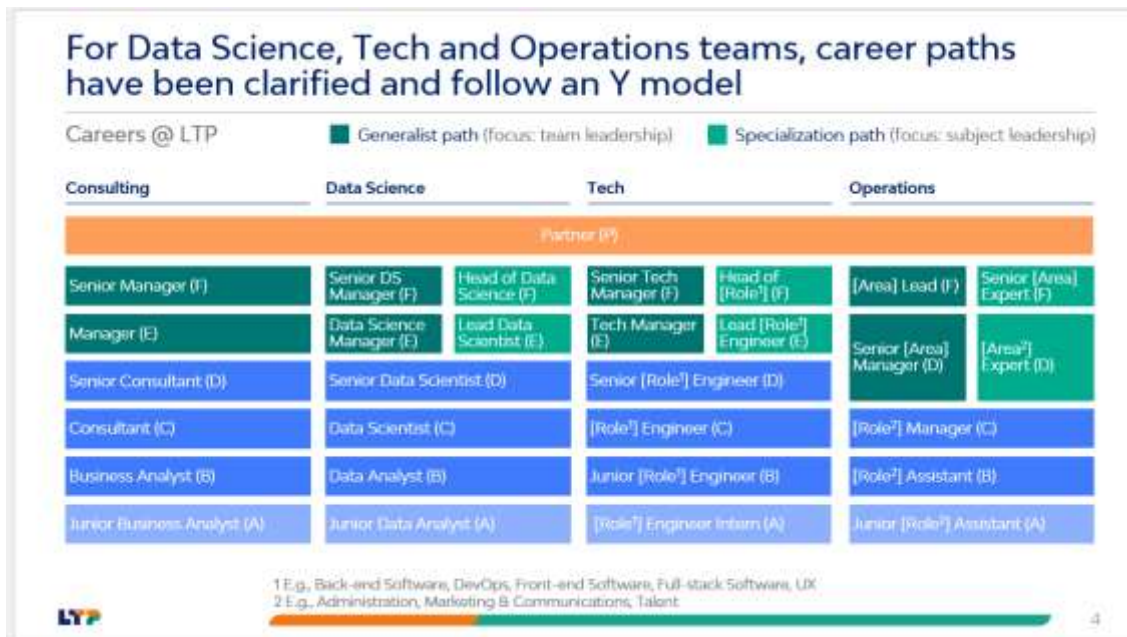 For Data Science, Tech and Operations teams, career paths
have been clarified and follow an Y model
Careers @ LTP
Generalist path (focus: team leadership)
Specialization path (focus: subject leadership)
Consulting
Data Science
Tech
Operations
Partner (P)
Senior Manager (F)
Senior DS
Manager (F)
Head of Data
Science (F)
Senior Tech
Manager (F)
Head of
[Role¹] (F)
[Area] Lead (F)
Senior [Area]
Expert (F)
Manager (E)
Data Science
Manager (E)
Lead Data
Scientist (E)
Tech Manager
(E)
Lead [Role¹]
Engineer (E)
Senior [Area]
Manager (D)
[Area²]
Expert (D)
Senior Consultant (D)
Senior Data Scientist (D)
Senior [Role¹] Engineer (D)
Consultant (C)
Data Scientist (C)
[Role¹] Engineer (C)
[Role²] Manager (C)
Business Analyst (B)
Data Analyst (B)
Junior [Role¹] Engineer (B)
[Role²] Assistant (B)
Junior Business Analyst (A)
Junior Data Analyst (A)
[Role¹] Engineer Intern (A)
Junior [Role²] Assistant (A)
1 E.g., Back-end Software, DevOps, Front-end Software, Full-stack Software, UX
2 E.g., Administration, Marketing & Communications, Talent
LTP
4